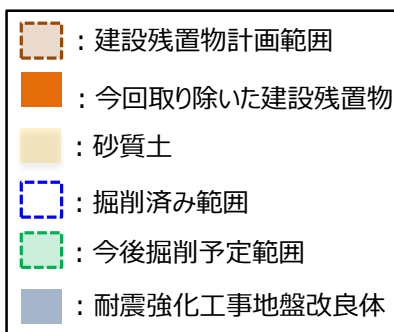 ：建設残置物計画範囲
：今回取り除いた建設残置物
：砂質土
：掘削済み範囲
：今後掘削予定範囲
：耐震強化工事地盤改良体